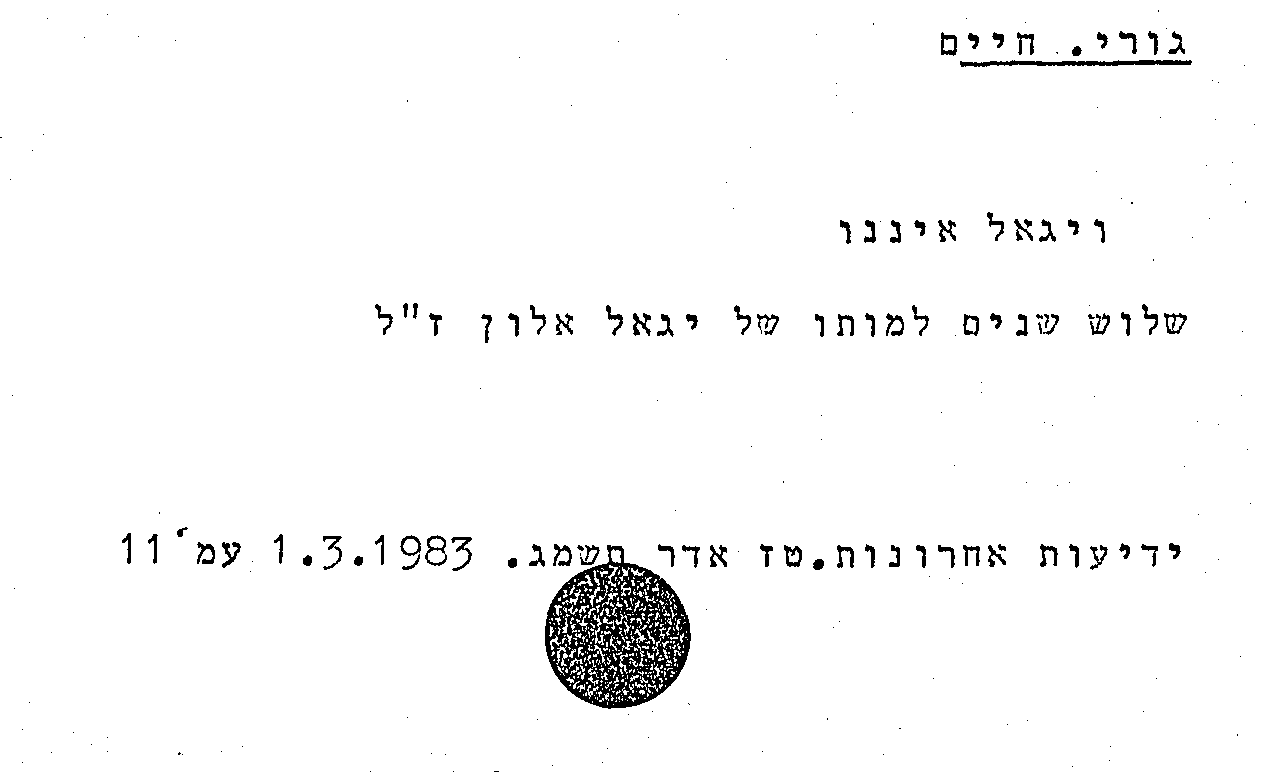 גורי. חיים
ויגאל איננו
שלוש שנים למותו של יגאל אלון ז"ל
ידיעות אחרונות.טז אדר תשמג. 1.3.1983 עמ' 11